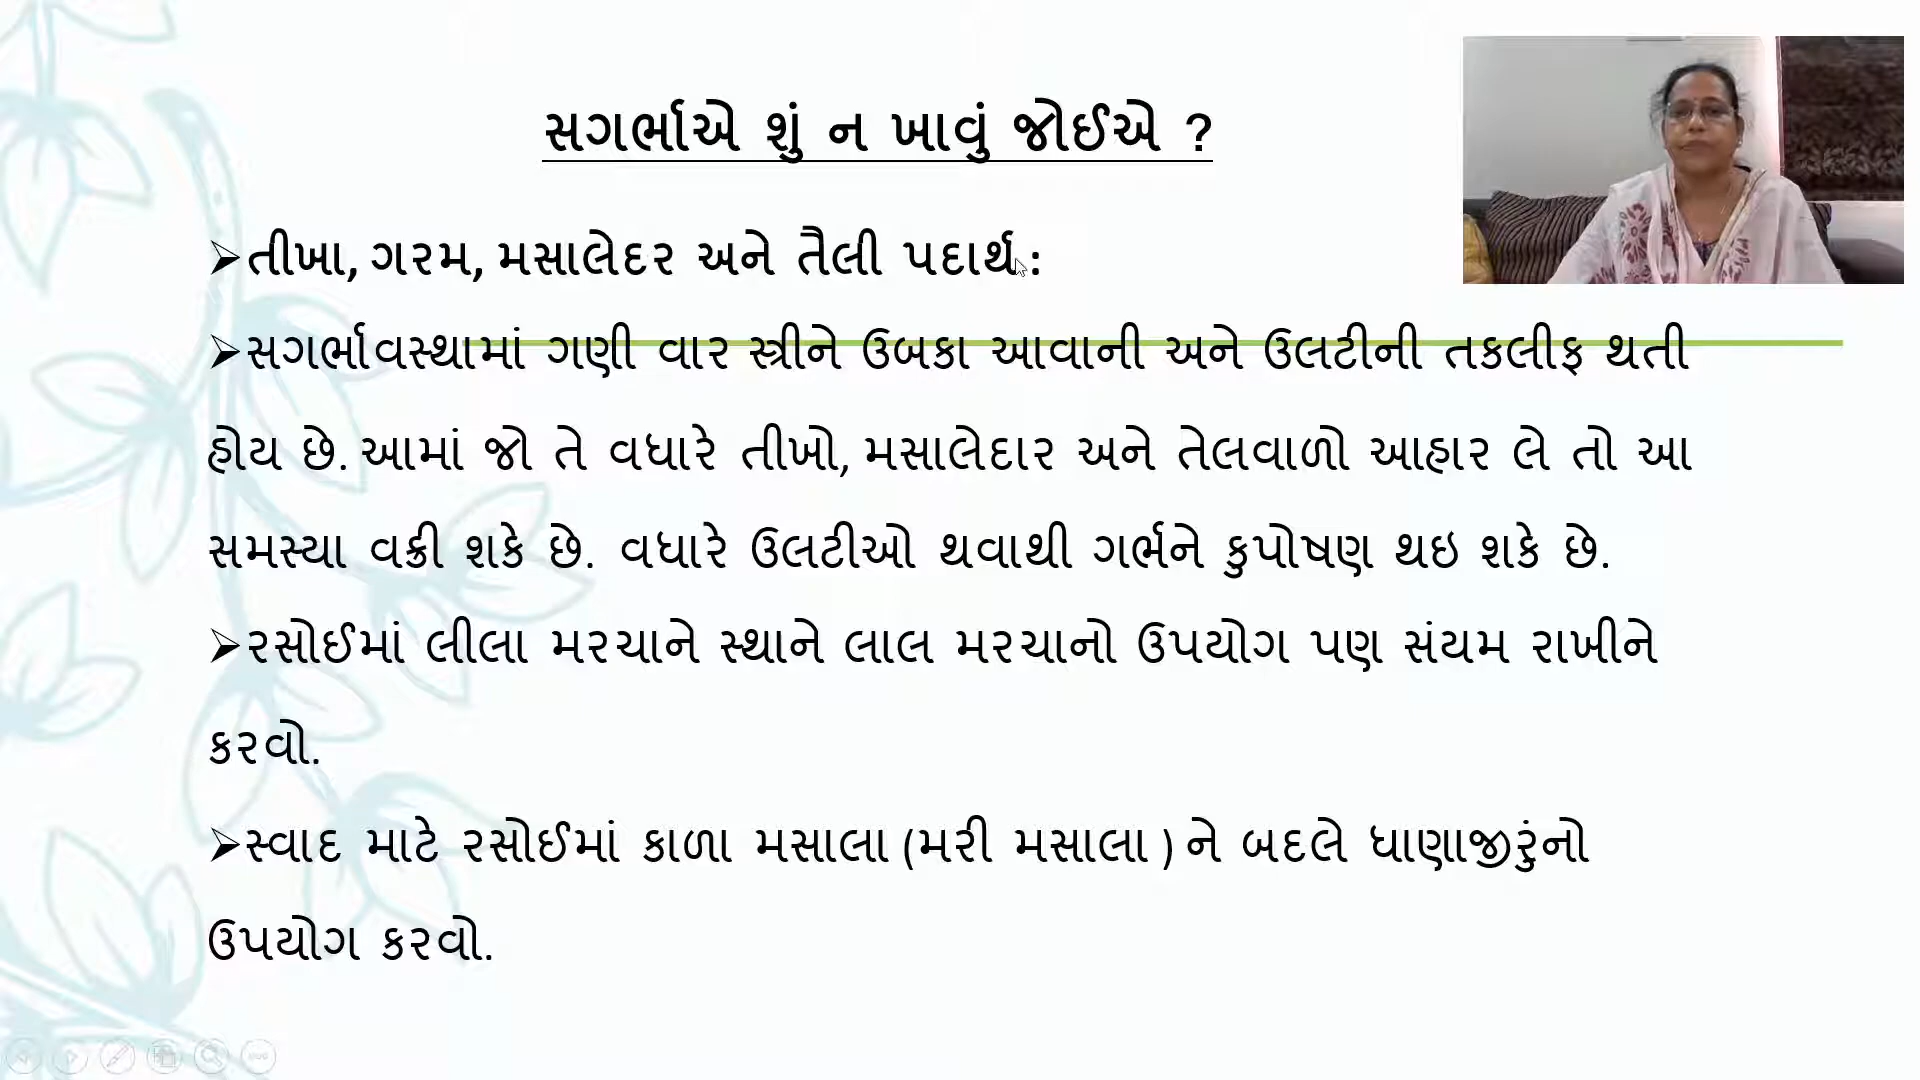 સગર્ભાએ શું ન ખાવું જોઈએ ?
➢તીખા, ગરમ, મસાલેદર અને તૈલી પદાર્થ :
➢સગર્ભાવસ્થામાં ગણી વાર સ્ત્રીને ઉબકા આવાની અને ઉલટીની તકલીફ થતી
હોય છે. આમાં જો તે વધારે તીખો, મસાલેદાર અને તેલવાળો આહાર લે તો આ
સમસ્યા વક્રી શકે છે. વધારે ઉલટીઓ થવાથી ગર્ભને કુપોષણ થઇ શકે છે.
➢રસોઈમાં લીલા મરચાને સ્થાને લાલ મરચાનો ઉપયોગ પણ સંયમ રાખીને
કરવો.
➢સ્વાદ માટે રસોઈમાં કાળા મસાલા (મરી મસાલા ) ને બદલે ધાણાજીરુંનો
ઉપયોગ કરવો.